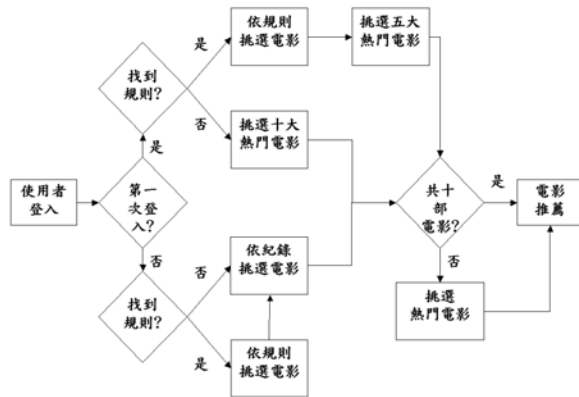 是
依規則
挑選電影
挑選五大
熱門電影
找到
規則?
否
挑選十大
熱門電影
是
使用者
登入
第一
次登
入?
共十
部
電影?
是
電影
推薦
否
否
依紀錄
挑選電影
否
挑選
熱門電影
找到
規則?
是
依規則
挑選電影